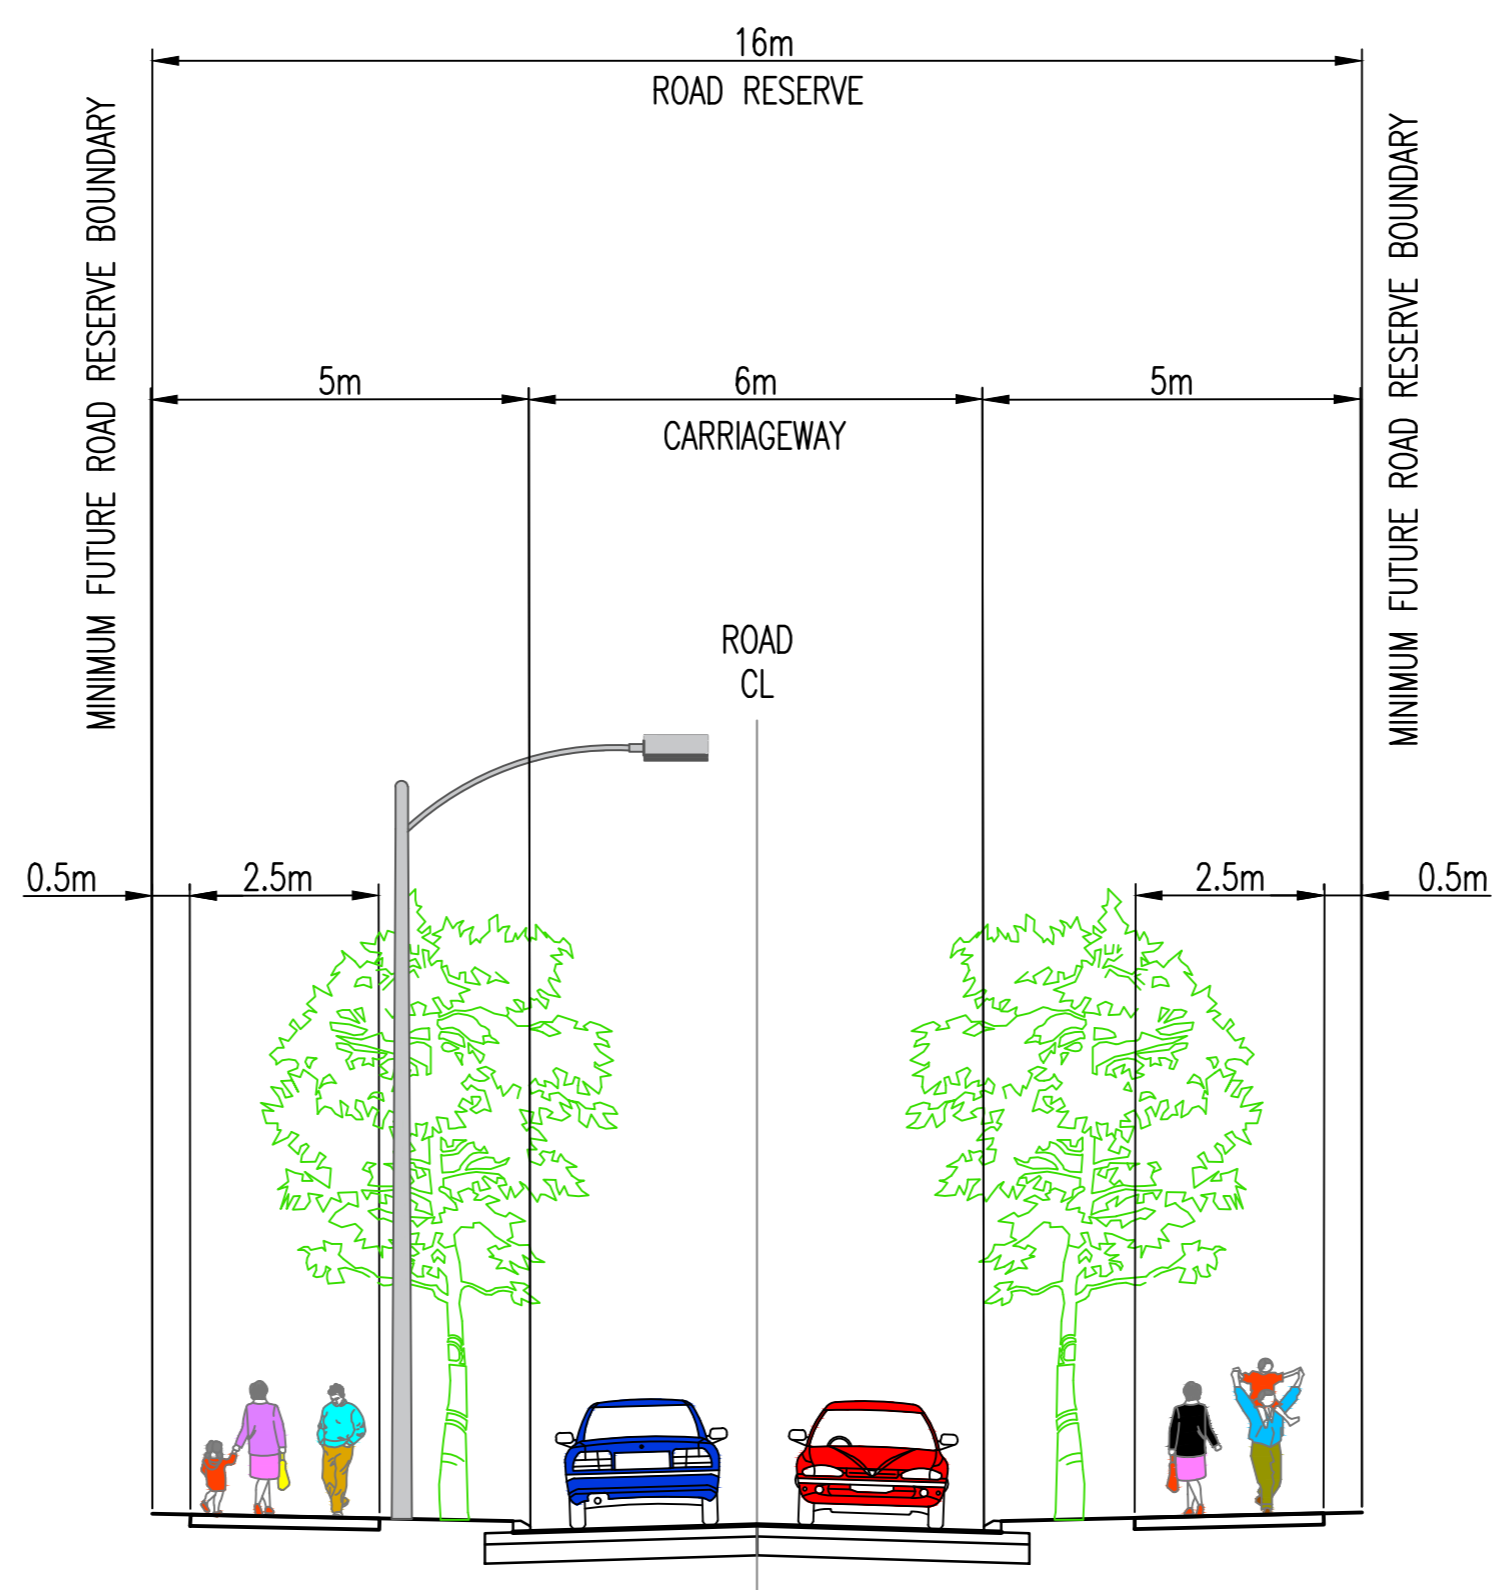 16m
ROAD RESERVE
MINIMUM FUTURE ROAD RESERVE BOUNDARY
MINIMUM FUTURE ROAD RESERVE BOUNDARY
5m
6m
5m
CARRIAGEWAY
ROAD
CL
0.5m
2.5m
2.5m
0.5m